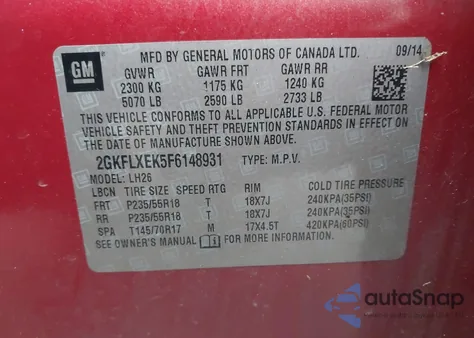 GM
MFD BY GENERAL MOTORS OF CANADA LTD. 09/14
GVWR GAWR FRT GAWR RR
2300 KG 1175 KG 1240 KG
5070 LB 2590 LB 2733 LB
THIS VEHICLE CONFORMS TO ALL APPLICABLE U.S. FEDERAL MOTOR
VEHICLE SAFETY AND THEFT PREVENTION STANDARDS IN EFFECT ON
THE DATE OF MANUFACTURE SHOWN ABOVE.
2GKFLXEK5F6148931 TYPE: M.P.V.
MODEL: LH26
LBCN TIRE SIZE SPEED RTG RIM COLD TIRE PRESSURE
FRT P235/55R18 T 18X7J 240KPA(35PSI)
RR P235/55R18 T 18X7J 240KPA(35PSI)
SPA T145/70R17 M 17X4.5T 420KPA(60PSI)
SEE OWNER'S MANUAL FOR MORE INFORMATION.
autoSnap